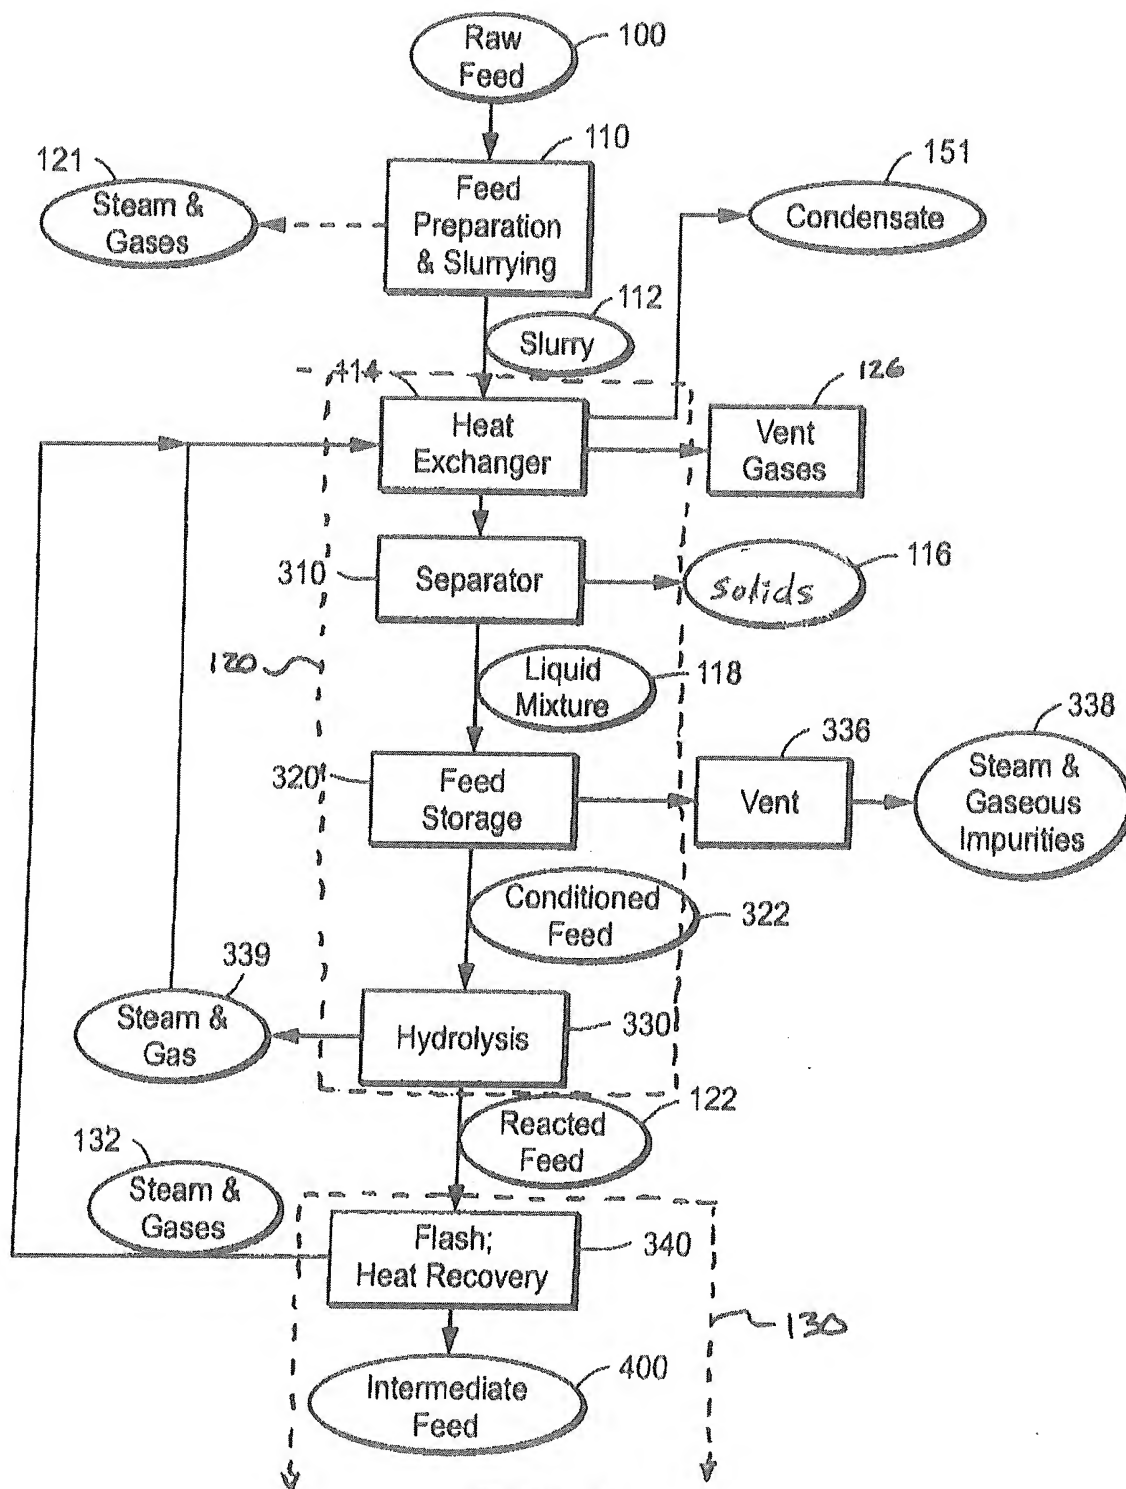 Raw
Feed
100
110
121
Steam &
Gases
Feed
Preparation
& Slurrying
151
Condensate
112
Slurry
414
Heat
Exchanger
126
Vent
Gases
310
Separator
116
solids
120
Liquid
Mixture
118
320
Feed
Storage
336
Vent
338
Steam &
Gaseous
Impurities
Conditioned
Feed
322
339
Steam &
Gas
Hydrolysis
330
122
Reacted
Feed
132
Steam &
Gases
Flash;
Heat Recovery
340
130
Intermediate
Feed
400